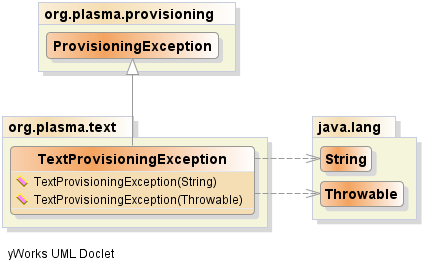 org.plasma.provisioning
ProvisioningException
org.plasma.text
TextProvisioningException
TextProvisioningException(String)
TextProvisioningException(Throwable)
java.lang
String
Throwable
yWorks UML Doclet